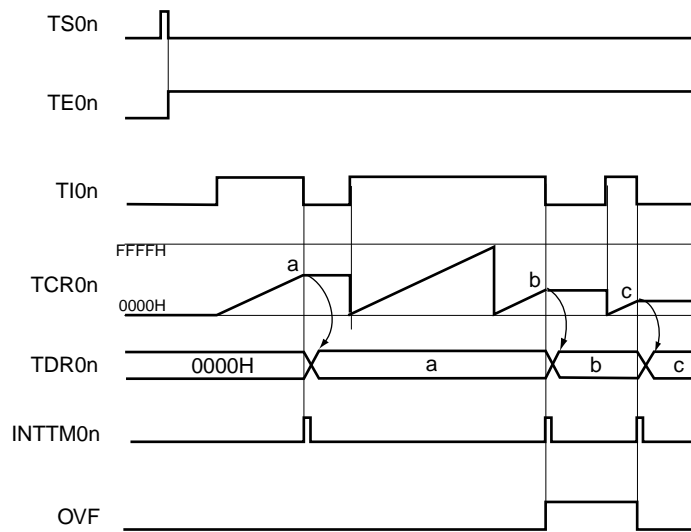 TS0n
TE0n
TI0n
FFFFH
a
b
TCR0n
c
0000H
TDR0n
0000H
a
b
c
INTTM0n
OVF